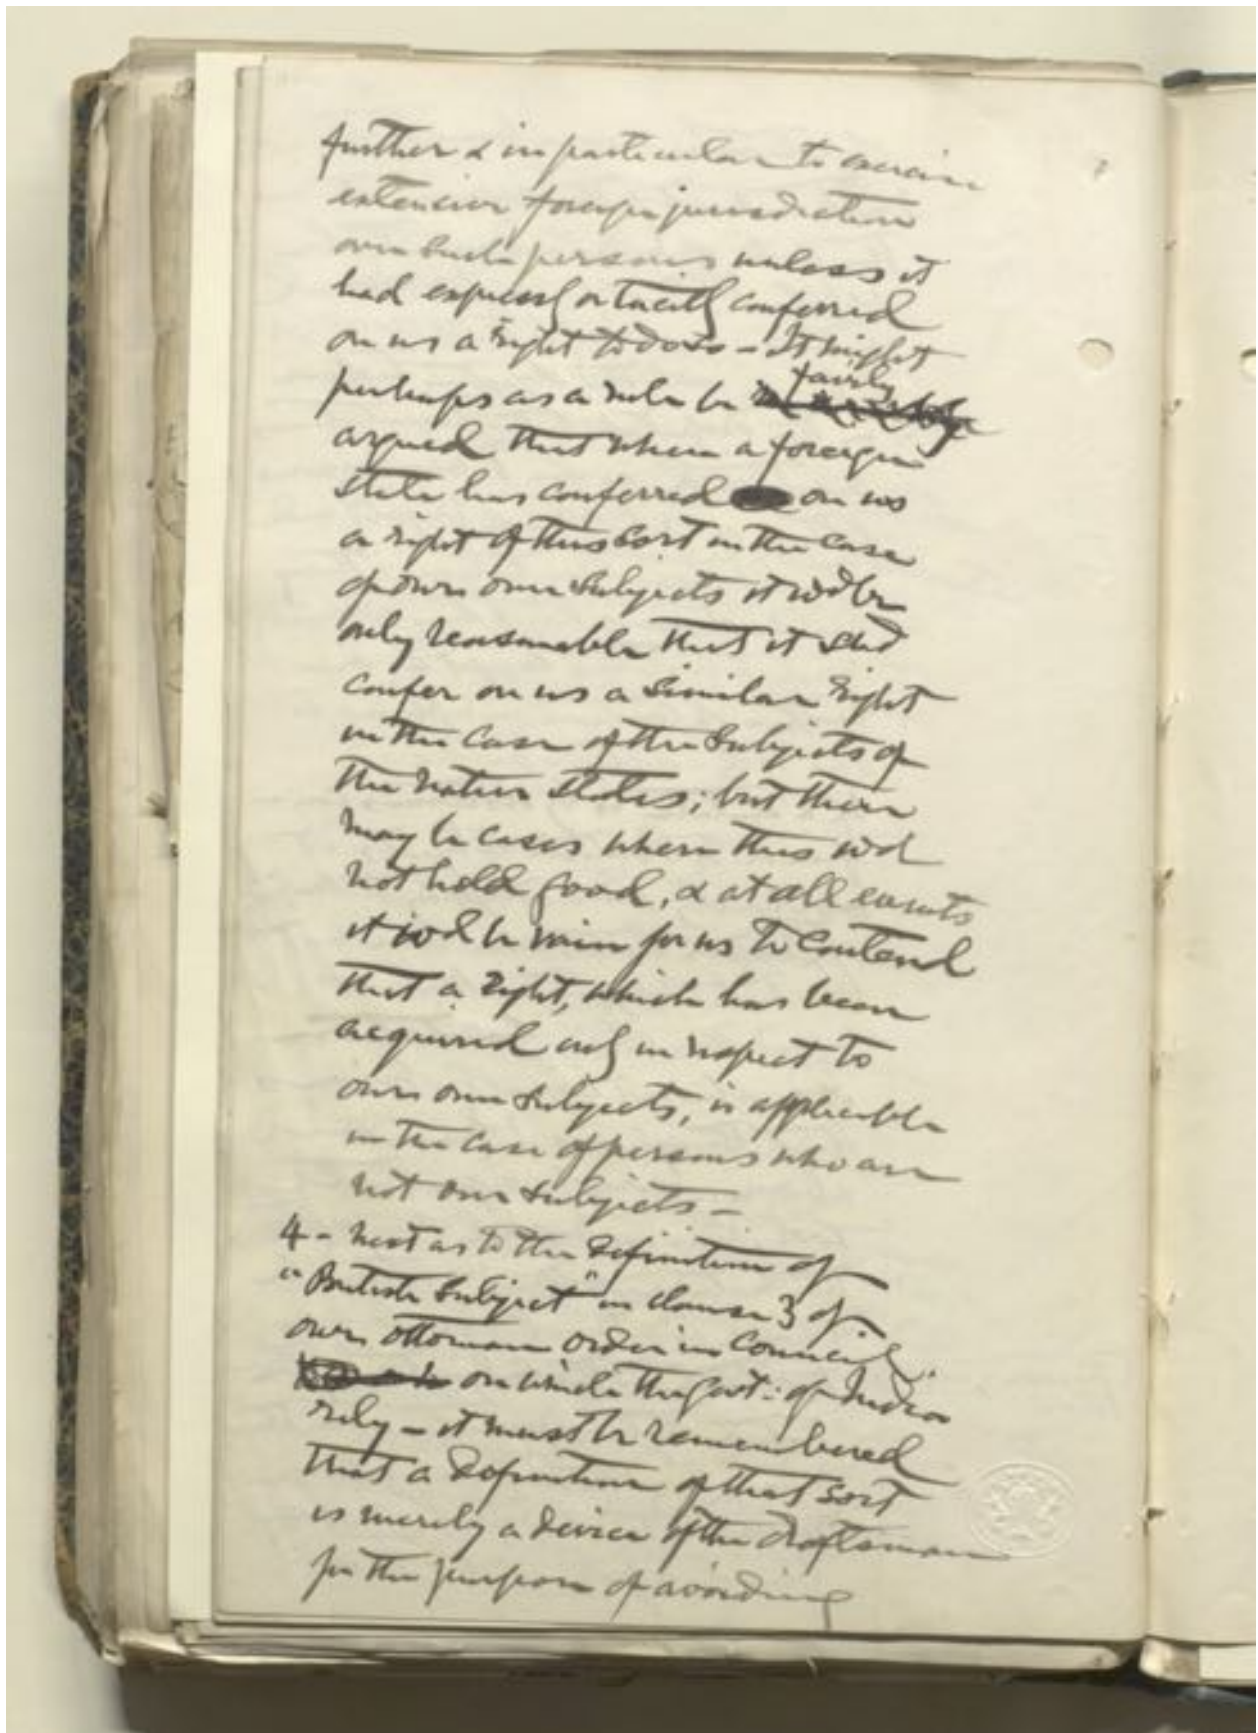 further & in particular to exercise
extensive foreign jurisdiction
over such persons unless it
had expressly or tacitly conferred
on us a right to do so – It might
fairly
perhaps as a rule be
argued that when a foreign
state has conferred on us
a right of this sort in the case
of our own subjects it wd be
only reasonable that it shd
confer on us a similar right
in the case of the subjects of
the native states; but there
may be cases where this wd
not hold good, & at all events
it wd be vain for us to contend
that a right, which has been
acquired only in respect to
our own subjects, is applicable
in the case of persons who are
not our subjects –
4 – Next as to the definition of
"British Subject" in clause 3 of
our Ottoman Order in Council,
on which the Govt: of India
rely – it must be remembered
that a definition of that sort
is merely a device of the draftsman
for the purpose of avoiding